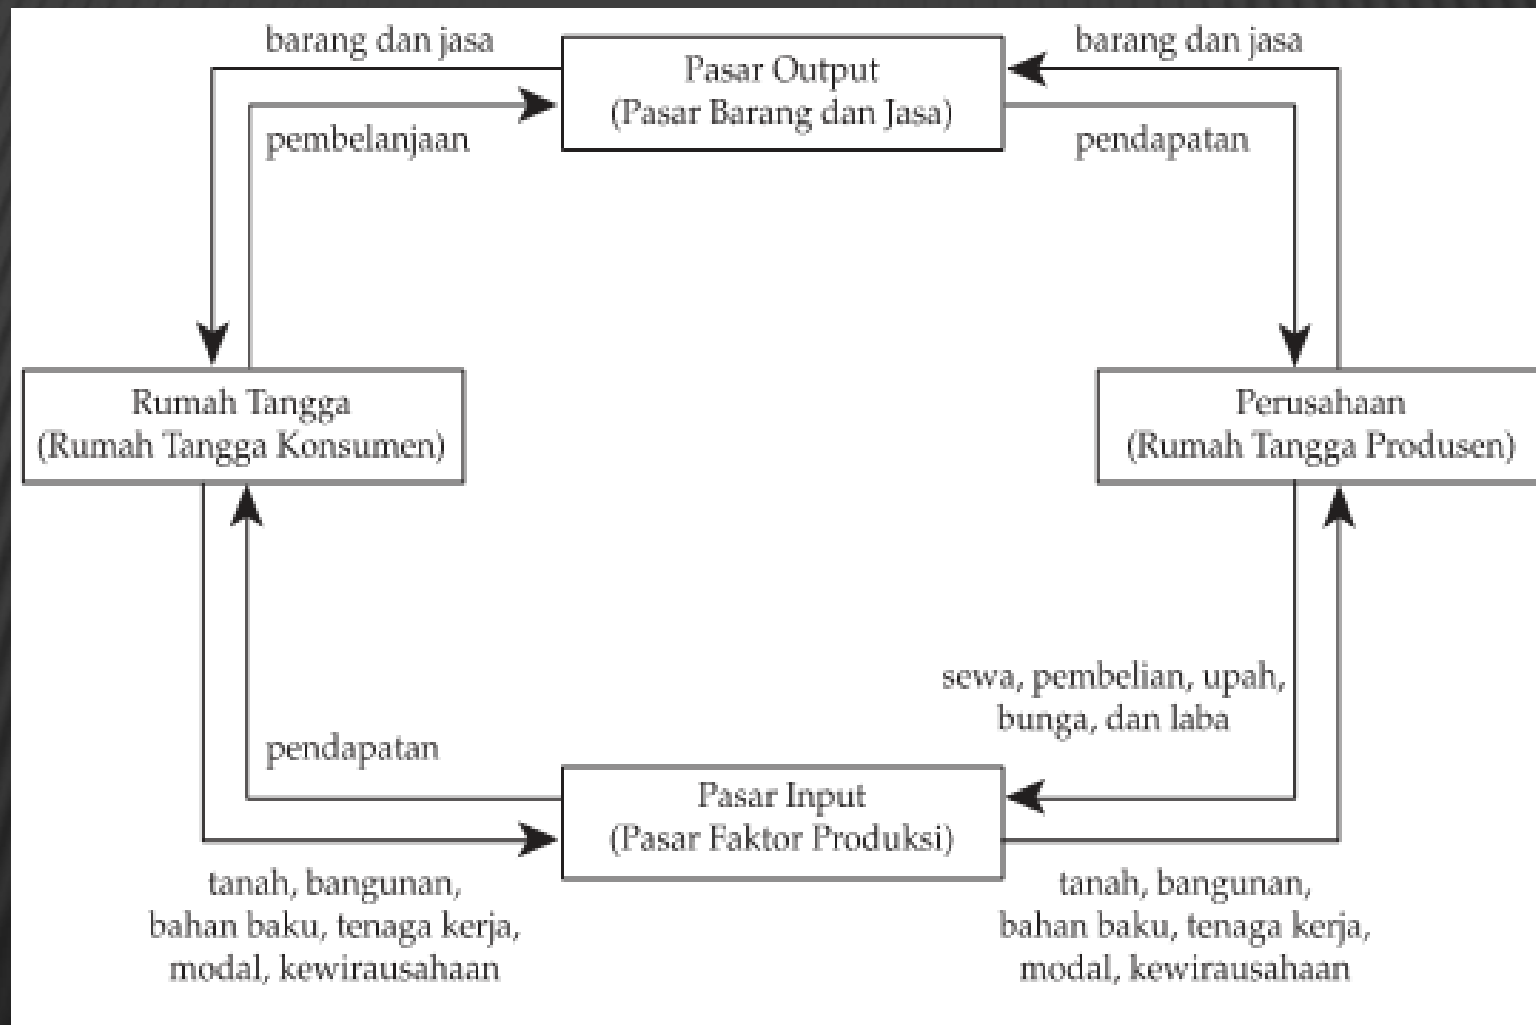 barang dan jasa
Pasar Output
(Pasar Barang dan Jasa)
barang dan jasa
pembelanjaan
pendapatan
Rumah Tangga
(Rumah Tangga Konsumen)
Perusahaan
(Rumah Tangga Produsen)
sewa, pembelian, upah,
bunga, dan laba
pendapatan
Pasar Input
(Pasar Faktor Produksi)
tanah, bangunan,
bahan baku, tenaga kerja,
modal, kewirausahaan
tanah, bangunan,
bahan baku, tenaga kerja,
modal, kewirausahaan